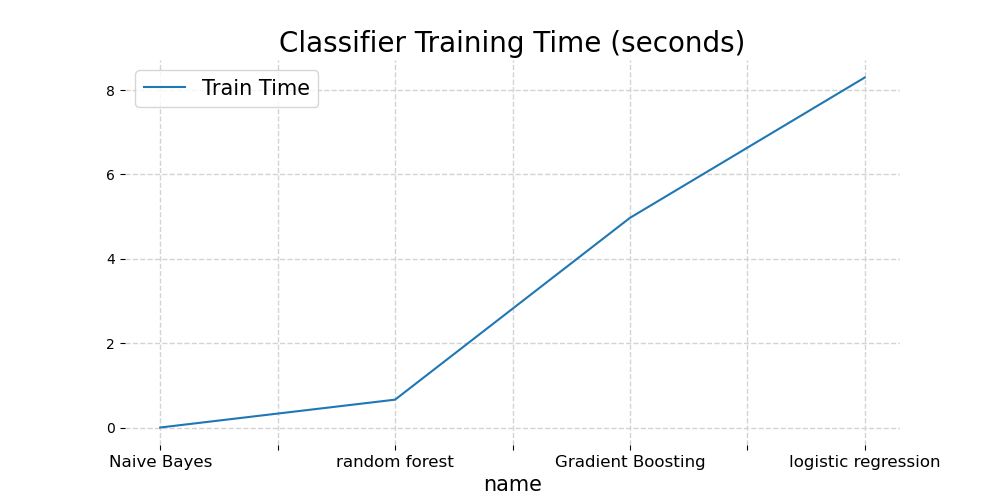 Classifier Training Time (seconds)
Train Time
8
6
4
2
0
Naive Bayes random forest Gradient Boosting logistic regression
name